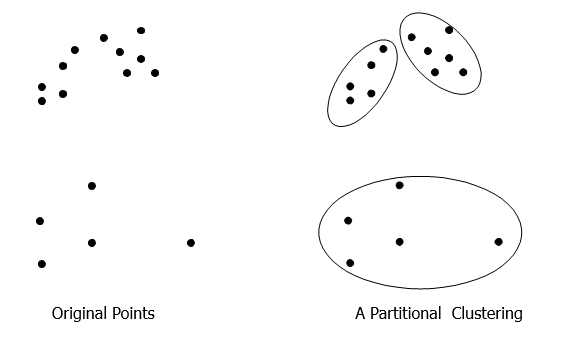 Original Points
A Partitional Clustering